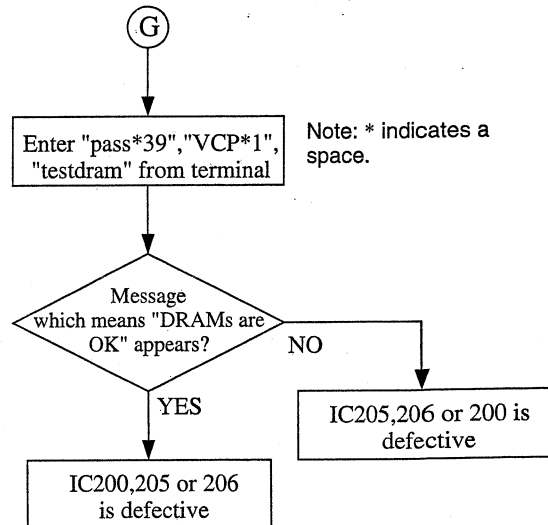 G
Enter "pass*39","VCP*1",
"testdram" from terminal
Note: * indicates a
space.
Message
which means "DRAMs are
OK" appears?
NO
YES
IC205,206 or 200 is
defective
IC200,205 or 206
is defective